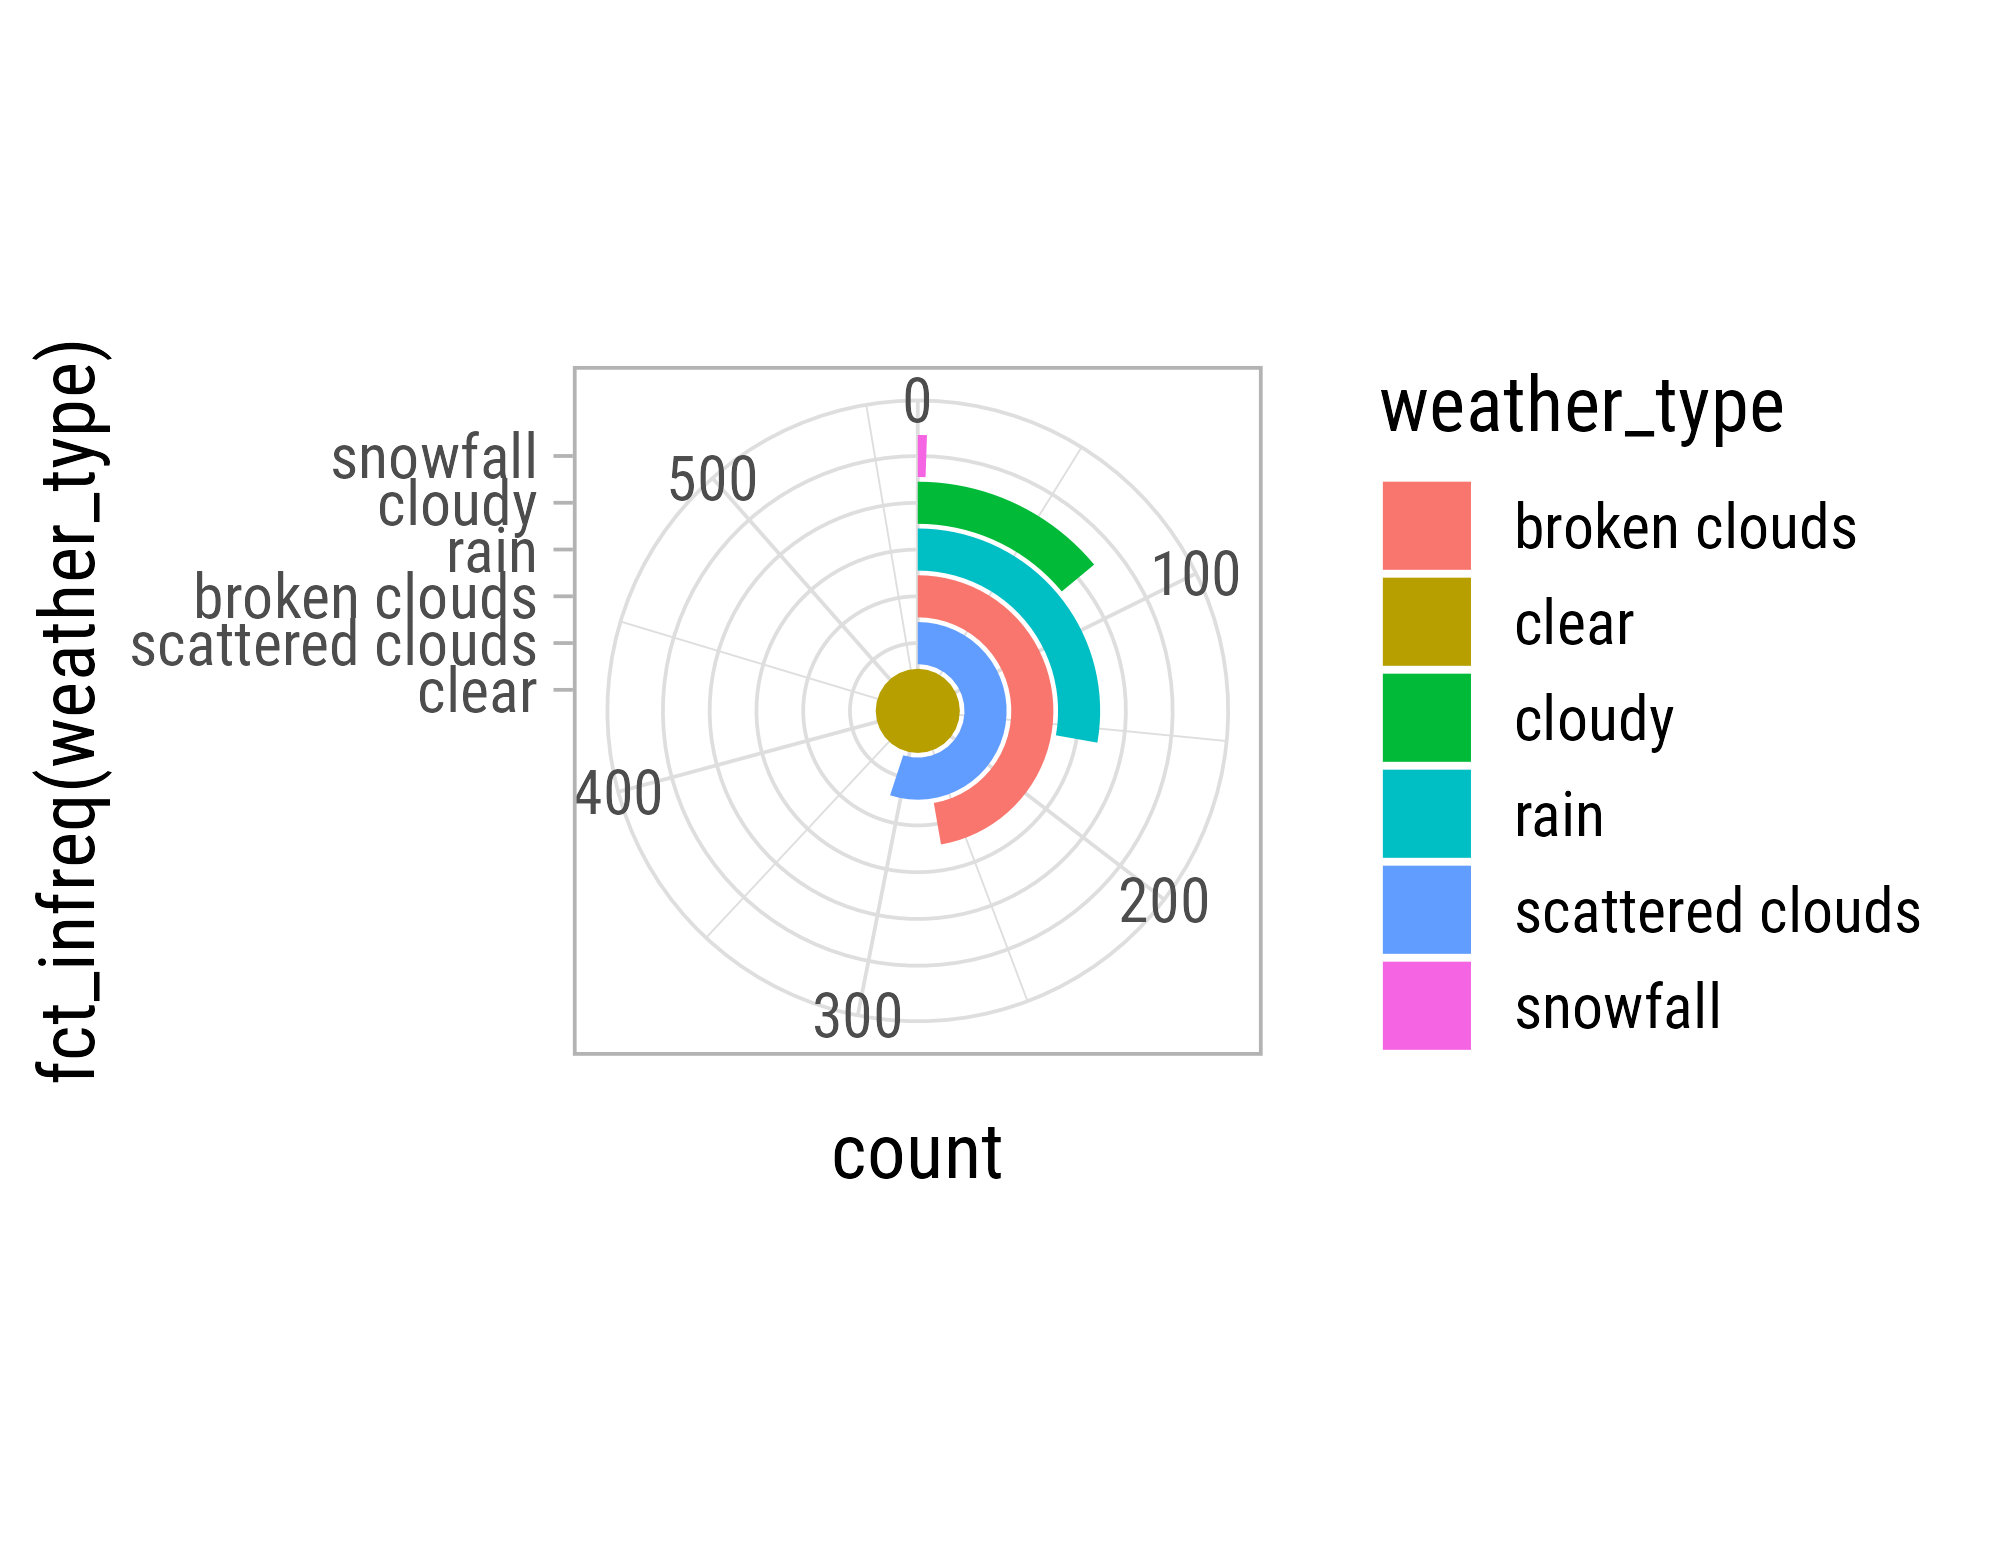 fct_infreq(weather_type)
snowfall
cloudy
rain
broken clouds
scattered clouds
clear
0
100
200
300
400
500
count
weather_type
broken clouds
clear
cloudy
rain
scattered clouds
snowfall